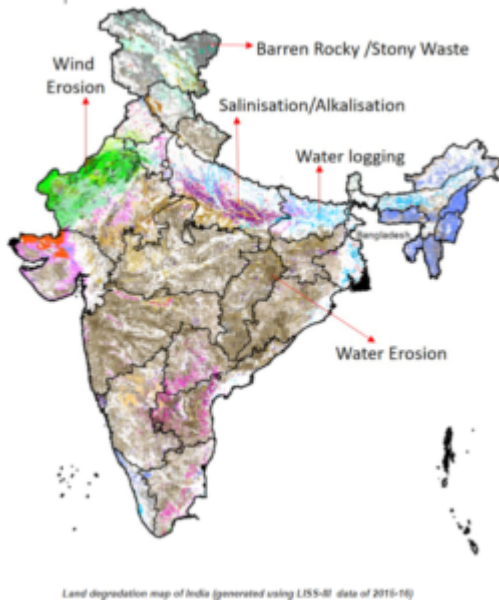 Barren Rocky /Stony Waste
Wind
Erosion
Salinisation/Alkalisation
Water logging
Bangladesh
Water Erosion
Land degradation map of India (generated using LISS-III data of 2015-16)